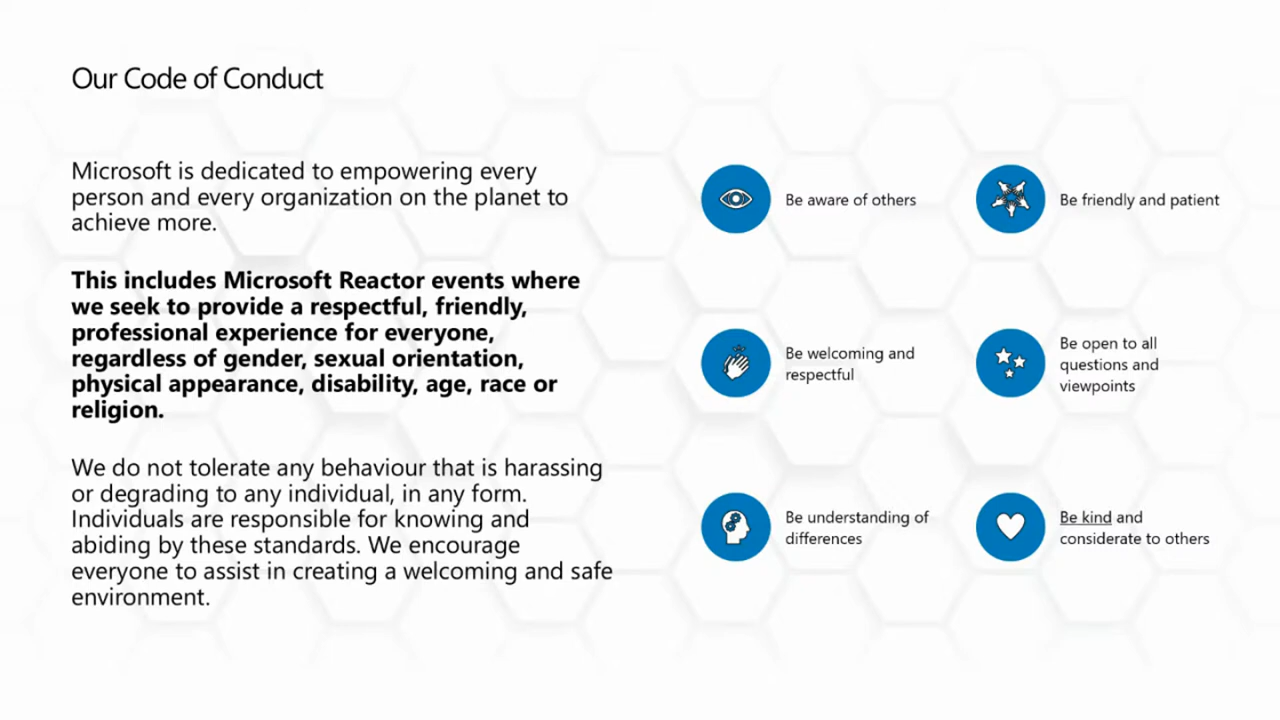 Our Code of Conduct
Microsoft is dedicated to empowering every
person and every organization on the planet to
achieve more.
This includes Microsoft Reactor events where
we seek to provide a respectful, friendly,
professional experience for everyone,
regardless of gender, sexual orientation,
physical appearance, disability, age, race or
religion.
We do not tolerate any behaviour that is harassing
or degrading to any individual, in any form.
Individuals are responsible for knowing and
abiding by these standards. We encourage
everyone to assist in creating a welcoming and safe
environment.
Be aware of others
Be friendly and patient
Be welcoming and
respectful
Be open to all
questions and
viewpoints
Be understanding of
differences
Be kind and
considerate to others